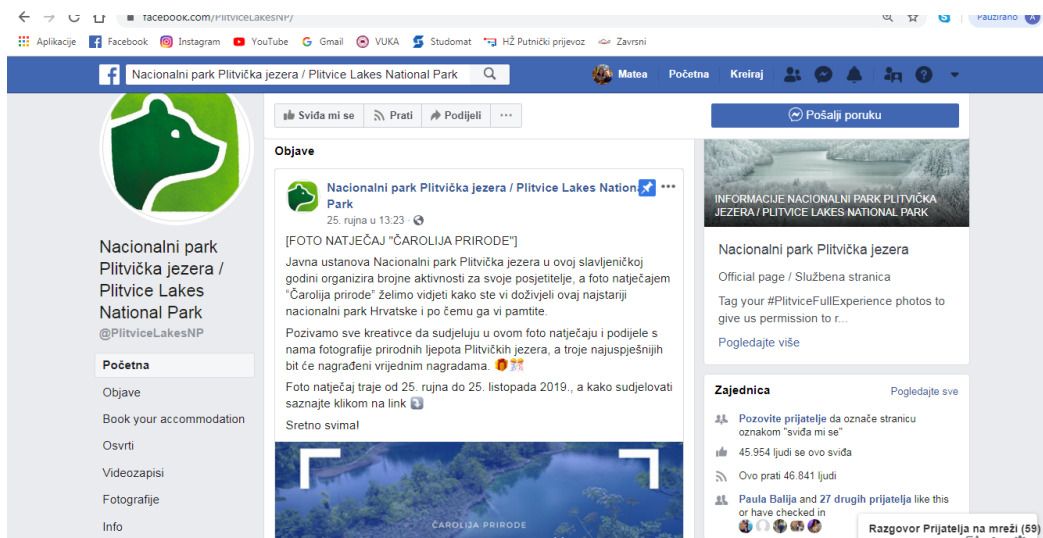 facebook.com/PlitviceLakesNP/
Pauzirano A
Aplikacije Facebook Instagram YouTube Gmail VUKA Studomat HŽ Putnički prijevoz Zavrsni
Nacionalni park Plitvička jezera / Plitvice Lakes National Park
Matea Početna Kreiraj
Nacionalni park
Plitvička jezera /
Plitvice Lakes
National Park
@PlitviceLakesNP
Početna
Objave
Book your accommodation
Osvrti
Videozapisi
Fotografije
Info
Sviđa mi se Prati Podijeli ...
Objave
Nacionalni park Plitvička jezera / Plitvice Lakes Nation
Park
25. rujna u 13:23 ·
[FOTO NATJEČAJ "ČAROLIJA PRIRODE"]
Javna ustanova Nacionalni park Plitvička jezera u ovoj slavljeničkoj
godini organizira brojne aktivnosti za svoje posjetitelje, a foto natječajem
“Čarolija prirode” želimo vidjeti kako ste vi doživjeli ovaj najstariji
nacionalni park Hrvatske i po čemu ga vi pamtite.
Pozivamo sve kreativce da sudjeluju u ovom foto natječaju i podijele s
nama fotografije prirodnih ljepota Plitvičkih jezera, a troje najuspješnijih
bit će nagrađeni vrijednim nagradama.
Foto natječaj traje od 25. rujna do 25. listopada 2019., a kako sudjelovati
saznajte klikom na link
Sretno svima!
ČAROLIJA PRIRODE
Pošalji poruku
INFORMACIJE NACIONALNI PARK PLITVIČKA
JEZERA / PLITVICE LAKES NATIONAL PARK
Nacionalni park Plitvička jezera
Official page / Službena stranica
Tag your #PlitviceFullExperience photos to
give us permission to r...
Pogledajte više
Zajednica Pogledajte sve
Pozovite prijatelje da označe stranicu
oznakom "sviđa mi se"
45.954 ljudi se ovo sviđa
Ovo prati 46.841 ljudi
Paula Balija and 27 drugih prijatelja like this
or have checked in
Razgovor Prijatelja na mreži (59)